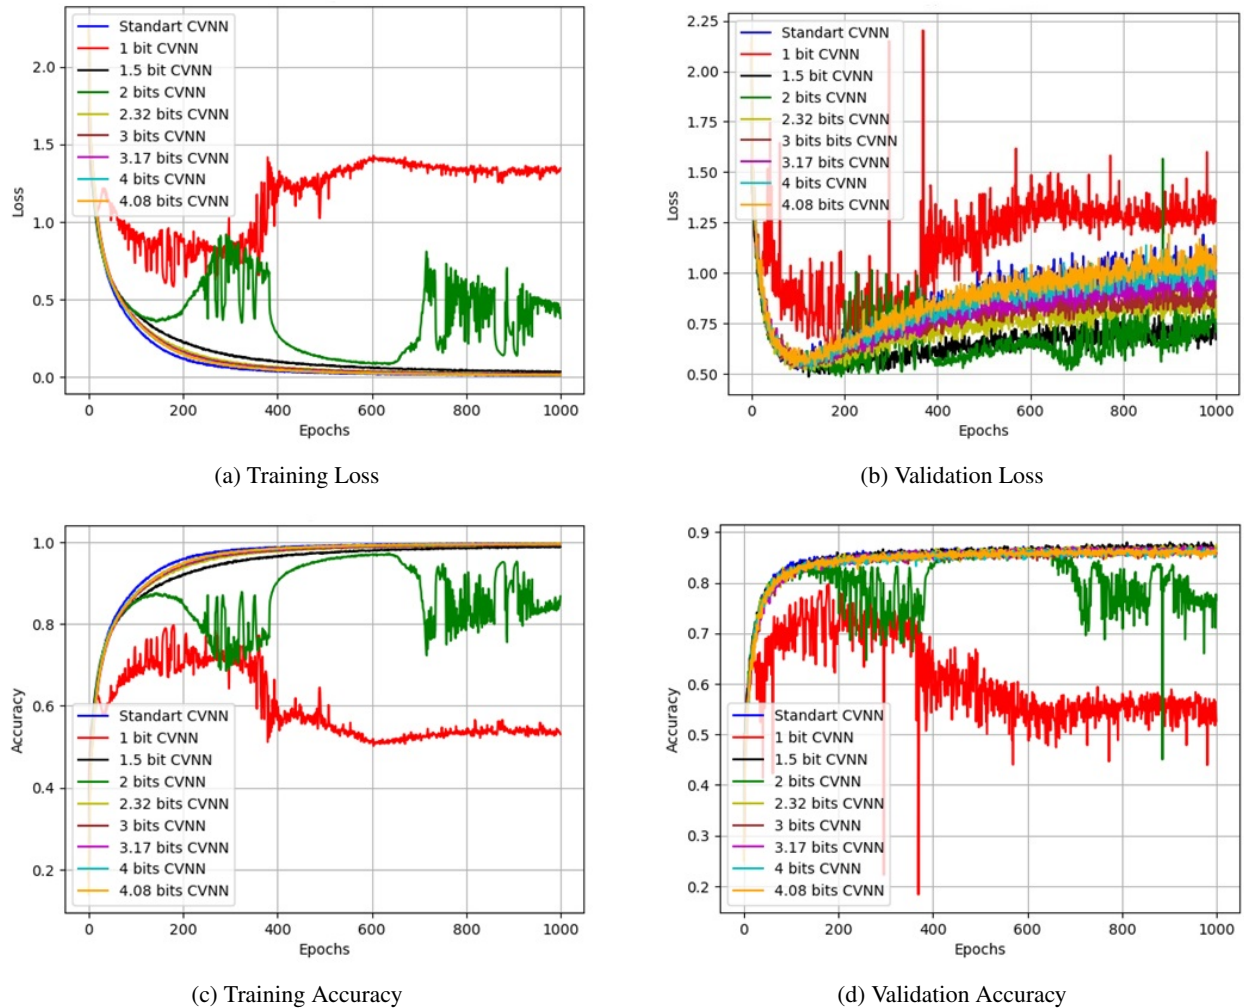 2.0
1.5
1.0
0.5
0.0
Loss
Standart CVNN
1 bit CVNN
1.5 bit CVNN
2 bits CVNN
2.32 bits CVNN
3 bits CVNN
3.17 bits CVNN
4 bits CVNN
4.08 bits CVNN
0 200 400 600 800 1000
Epochs
(a) Training Loss
2.25
2.00
1.75
1.50
1.25
1.00
0.75
0.50
Loss
Standart CVNN
1 bit CVNN
1.5 bit CVNN
2 bits CVNN
2.32 bits CVNN
3 bits bits CVNN
3.17 bits CVNN
4 bits CVNN
4.08 bits CVNN
0 200 400 600 800 1000
Epochs
(b) Validation Loss
1.0
0.8
0.6
0.4
0.2
Accuracy
Standart CVNN
1 bit CVNN
1.5 bit CVNN
2 bits CVNN
2.32 bits CVNN
3 bits CVNN
3.17 bits CVNN
4 bits CVNN
4.08 bits CVNN
0 200 400 600 800 1000
Epochs
(c) Training Accuracy
0.9
0.8
0.7
0.6
0.5
0.4
0.3
0.2
Accuracy
Standart CVNN
1 bit CVNN
1.5 bit CVNN
2 bits CVNN
2.32 bits CVNN
3 bits CVNN
3.17 bits CVNN
4 bits CVNN
4.08 bits CVNN
0 200 400 600 800 1000
Epochs
(d) Validation Accuracy